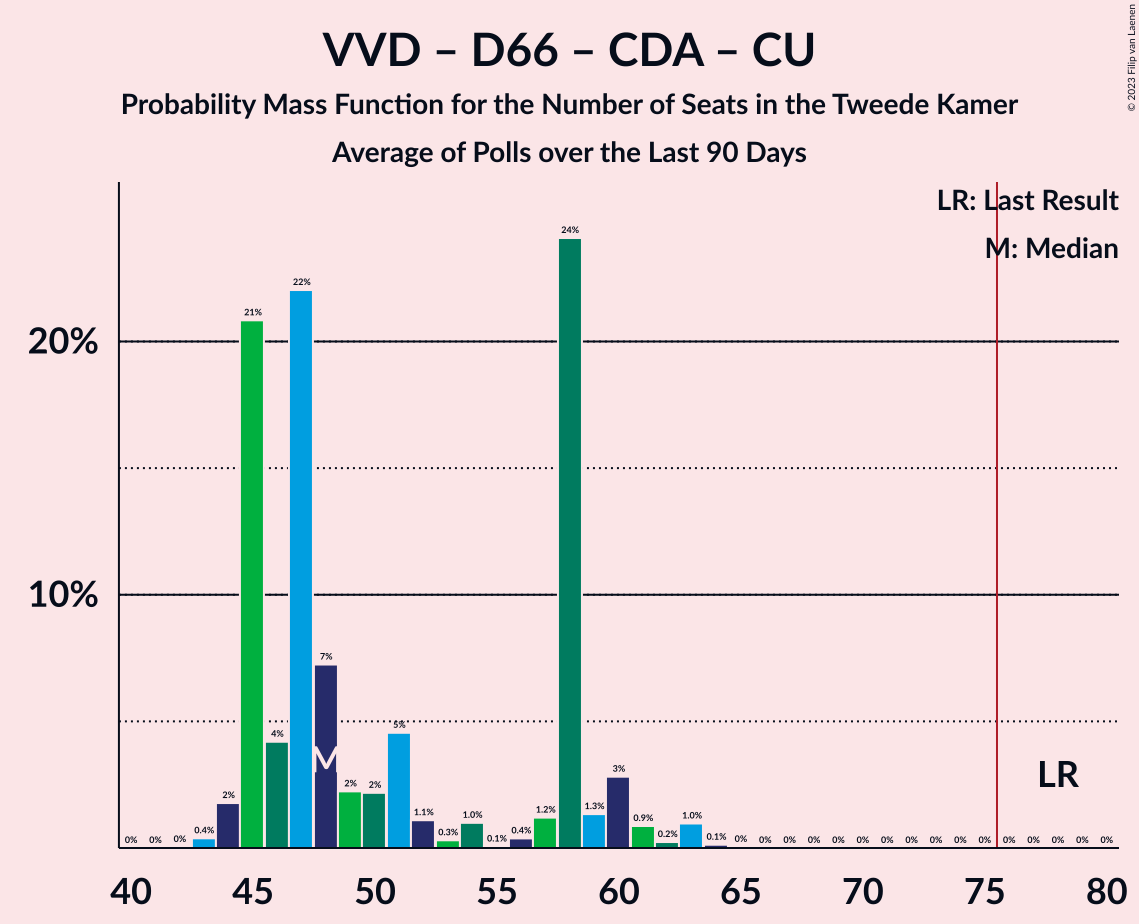 VVD – D66 – CDA – CU
Probability Mass Function for the Number of Seats in the Tweede Kamer
Average of Polls over the Last 90 Days
© 2023 Filip van Laenen
LR: Last Result
M: Median
20%
10%
0% 0% 0% 0.4% 2% 21% 4% 22% 7% 2% 2% 5% 1.1% 0.3% 1.0% 0.1% 0.4% 1.2% 24% 1.3% 3% 0.9% 0.2% 1.0% 0.1% 0% 0% 0% 0% 0% 0% 0% 0% 0% 0% 0% 0% 0% 0% 0% 0%
M
LR
40 45 50 55 60 65 70 75 80